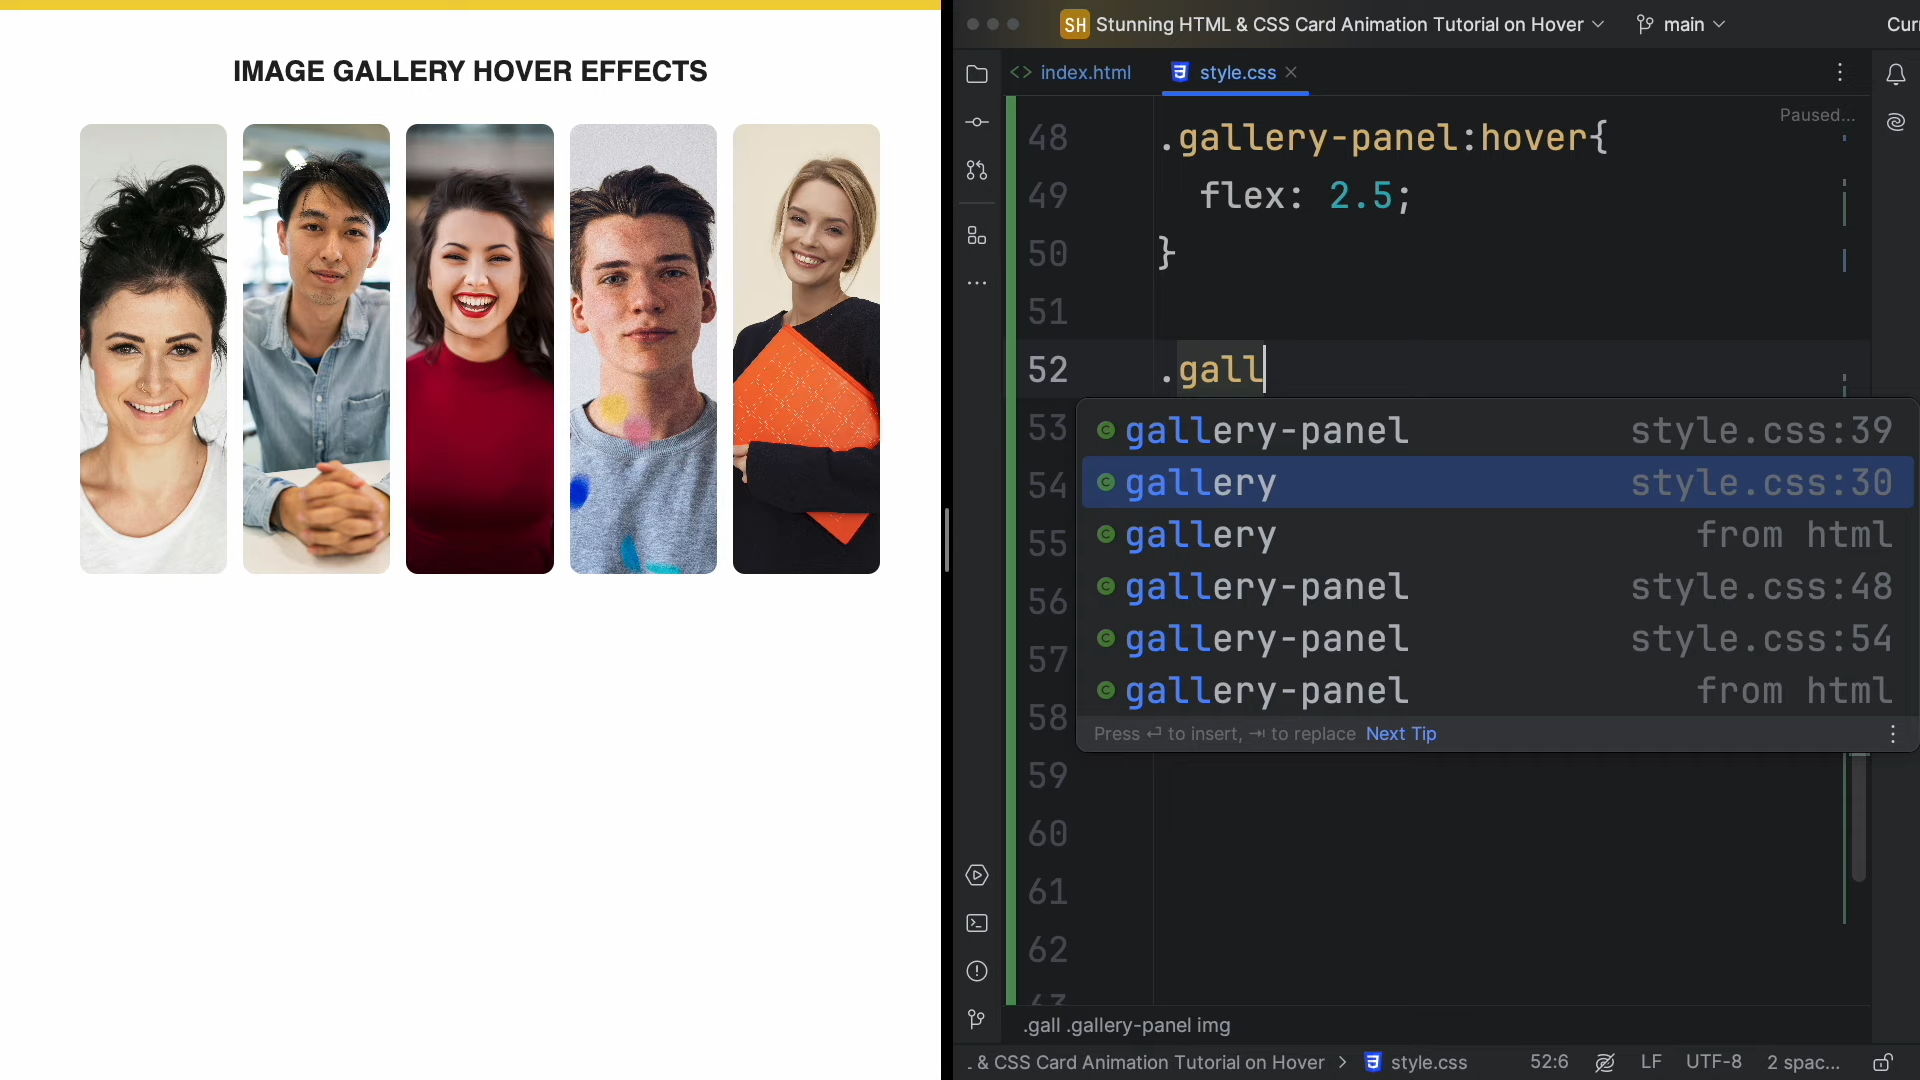 IMAGE GALLERY HOVER EFFECTS
SH Stunning HTML & CSS Card Animation Tutorial on Hover main Curr
<> index.html style.css
Paused...
48 .gallery-panel:hover{
49 flex: 2.5;
50 }
51
52 .gall
53
54
55
56
57
58
59
60
61
62
63
gallery-panel style.css:39
gallery style.css:30
gallery from html
gallery-panel style.css:48
gallery-panel style.css:54
gallery-panel from html
Press ⏎ to insert, ⇥ to replace Next Tip
.gall .gallery-panel img
& CSS Card Animation Tutorial on Hover > style.css 52:6 LF UTF-8 2 spac...